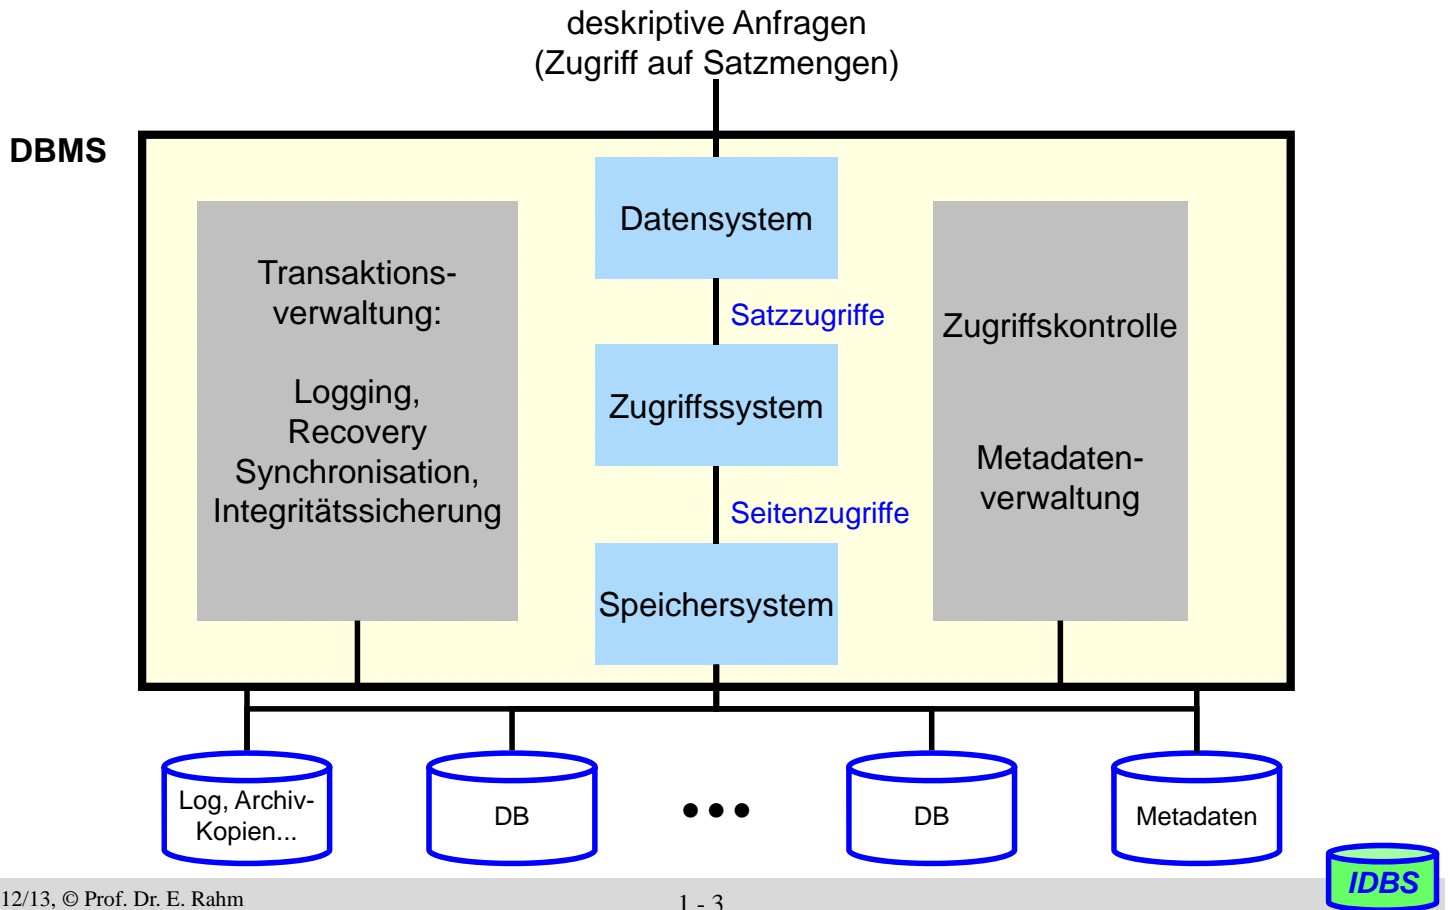 deskriptive Anfragen
(Zugriff auf Satzmengen)
DBMS
Transaktions-
verwaltung:
Logging,
Recovery
Synchronisation,
Integritätssicherung
Datensystem
Satzzugriffe
Zugriffssystem
Seitenzugriffe
Speichersystem
Zugriffskontrolle
Metadaten-
verwaltung
Log, Archiv-
Kopien...
DB
•••
DB
Metadaten
IDBS
12/13, © Prof. Dr. E. Rahm
1 - 3